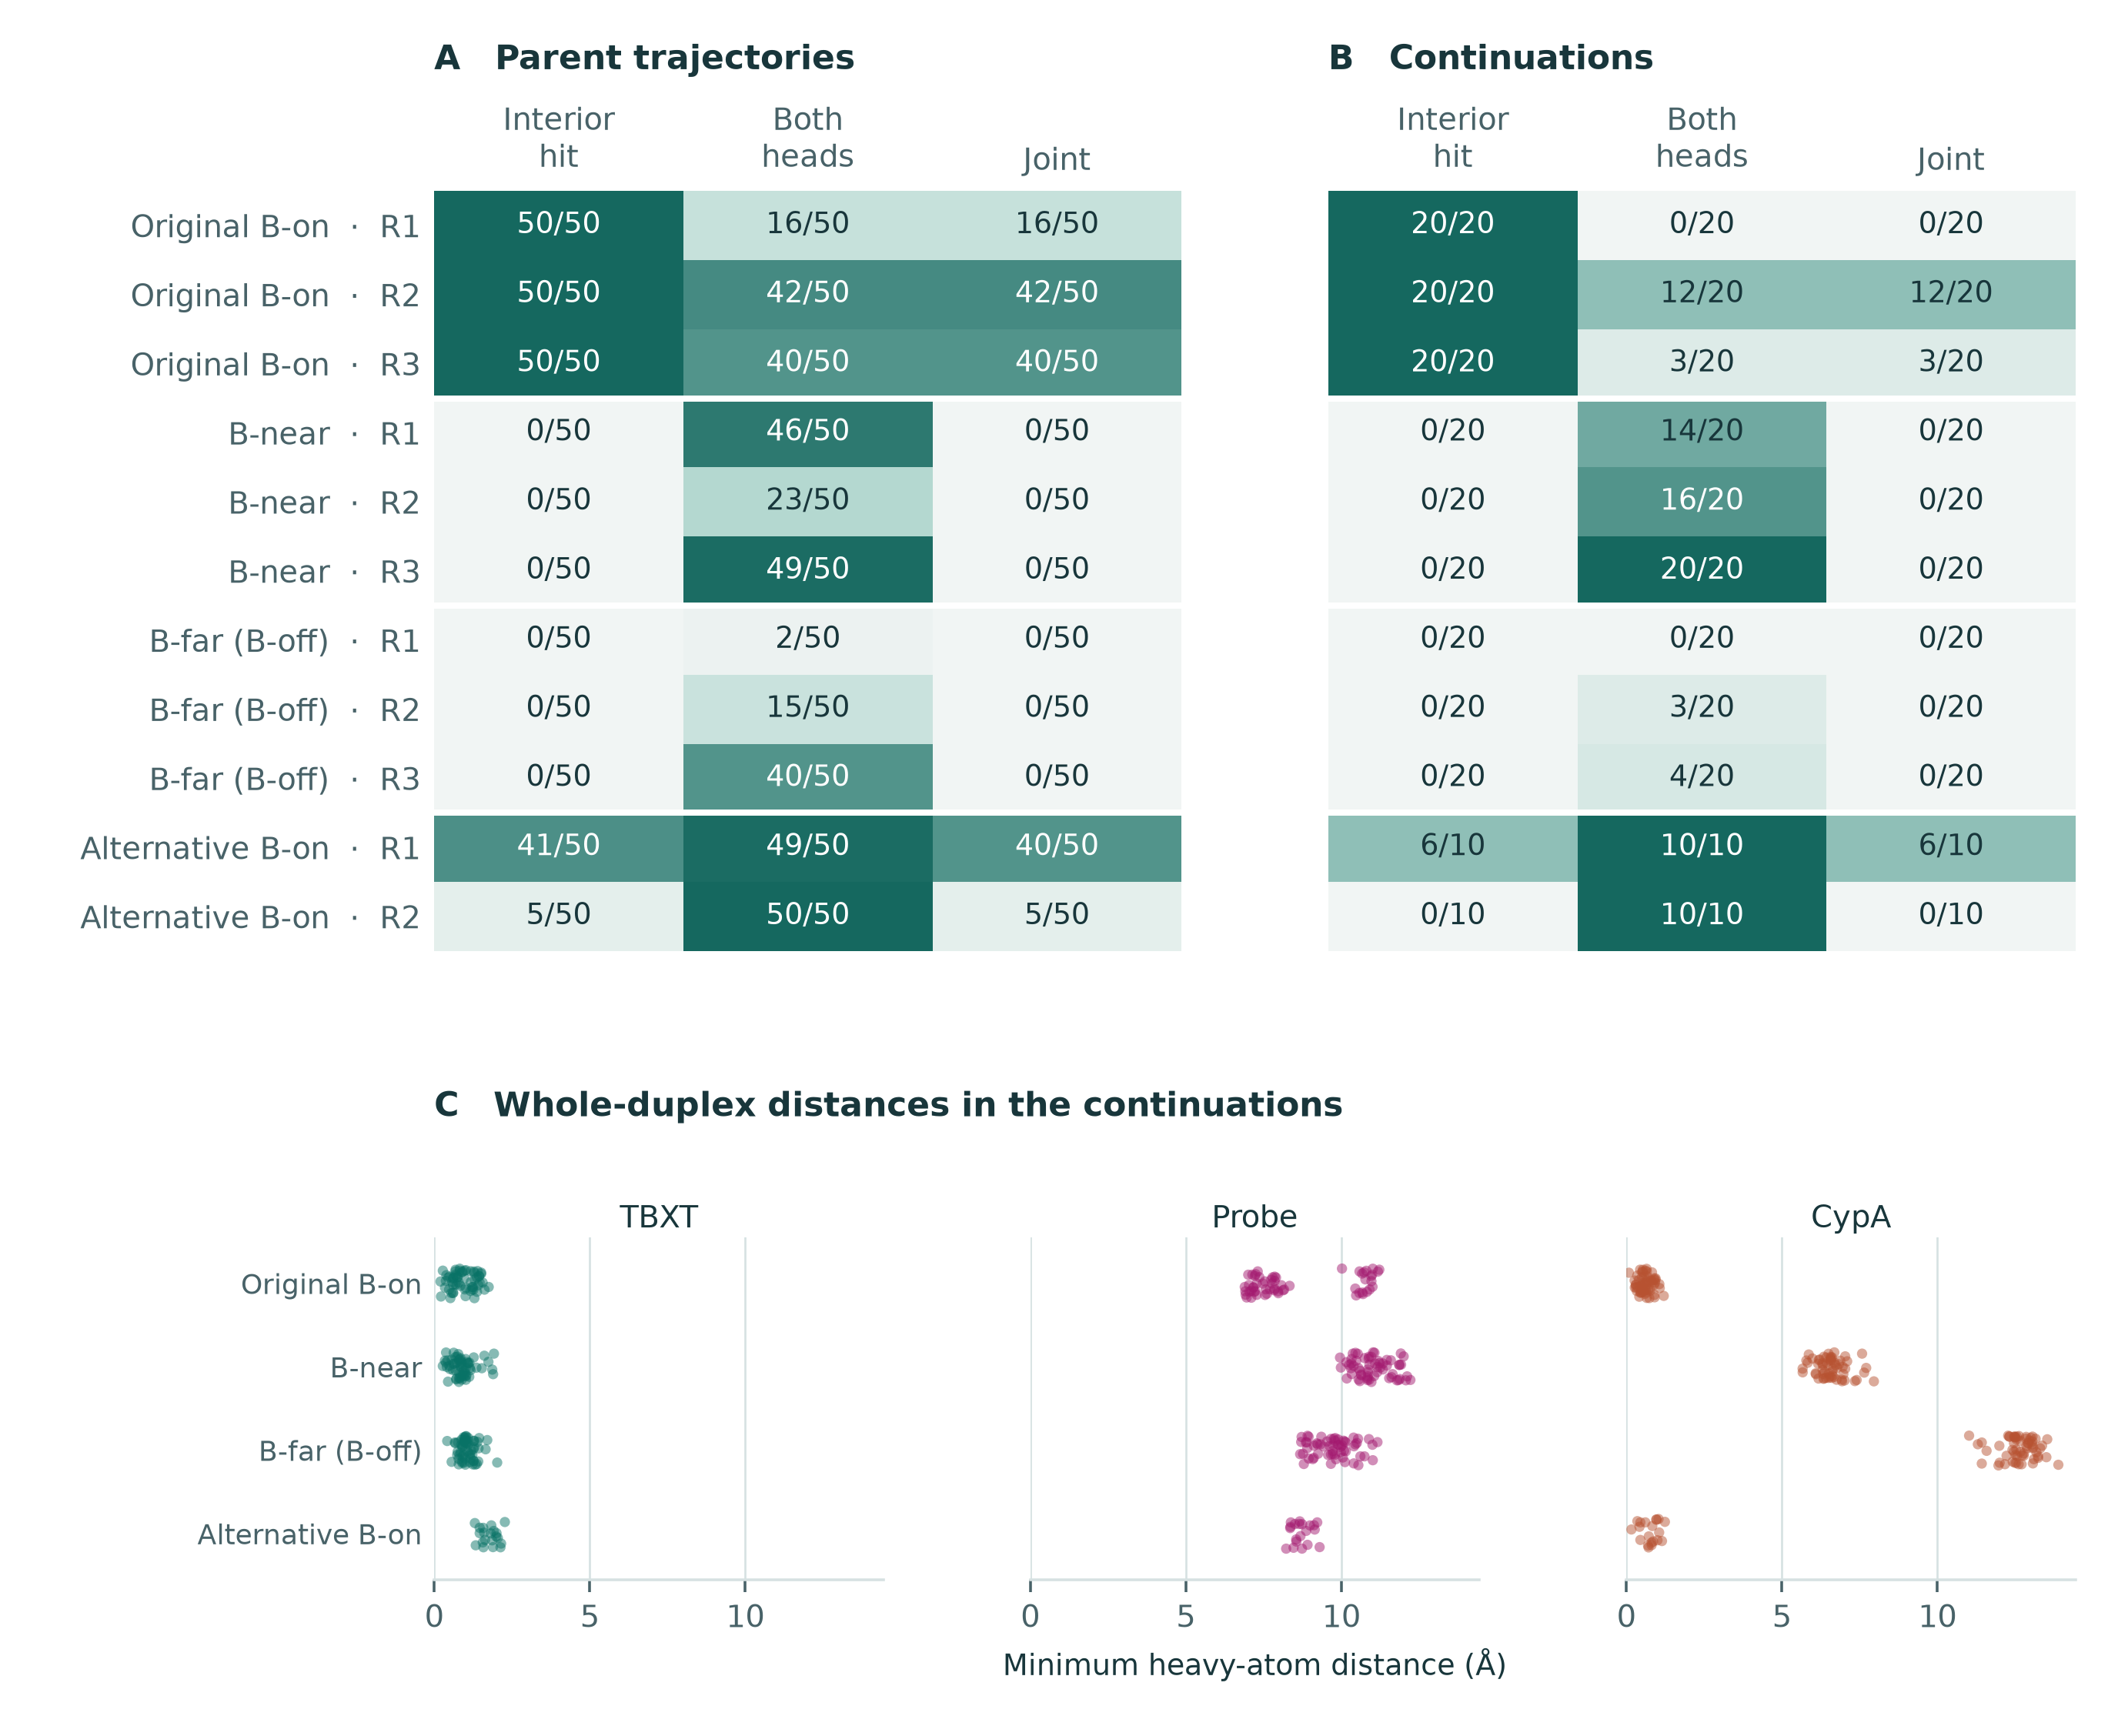 A Parent trajectories
Interior
hit
Both
heads
Joint
Original B-on · R1 50/50 16/50 16/50
Original B-on · R2 50/50 42/50 42/50
Original B-on · R3 50/50 40/50 40/50
B-near · R1 0/50 46/50 0/50
B-near · R2 0/50 23/50 0/50
B-near · R3 0/50 49/50 0/50
B-far (B-off) · R1 0/50 2/50 0/50
B-far (B-off) · R2 0/50 15/50 0/50
B-far (B-off) · R3 0/50 40/50 0/50
Alternative B-on · R1 41/50 49/50 40/50
Alternative B-on · R2 5/50 50/50 5/50
B Continuations
Interior
hit
Both
heads
Joint
20/20 0/20 0/20
20/20 12/20 12/20
20/20 3/20 3/20
0/20 14/20 0/20
0/20 16/20 0/20
0/20 20/20 0/20
0/20 0/20 0/20
0/20 3/20 0/20
0/20 4/20 0/20
6/10 10/10 6/10
0/10 10/10 0/10
C Whole-duplex distances in the continuations
TBXT Probe CypA
Original B-on
B-near
B-far (B-off)
Alternative B-on
0 5 10 0 5 10 0 5 10
Minimum heavy-atom distance (Å)